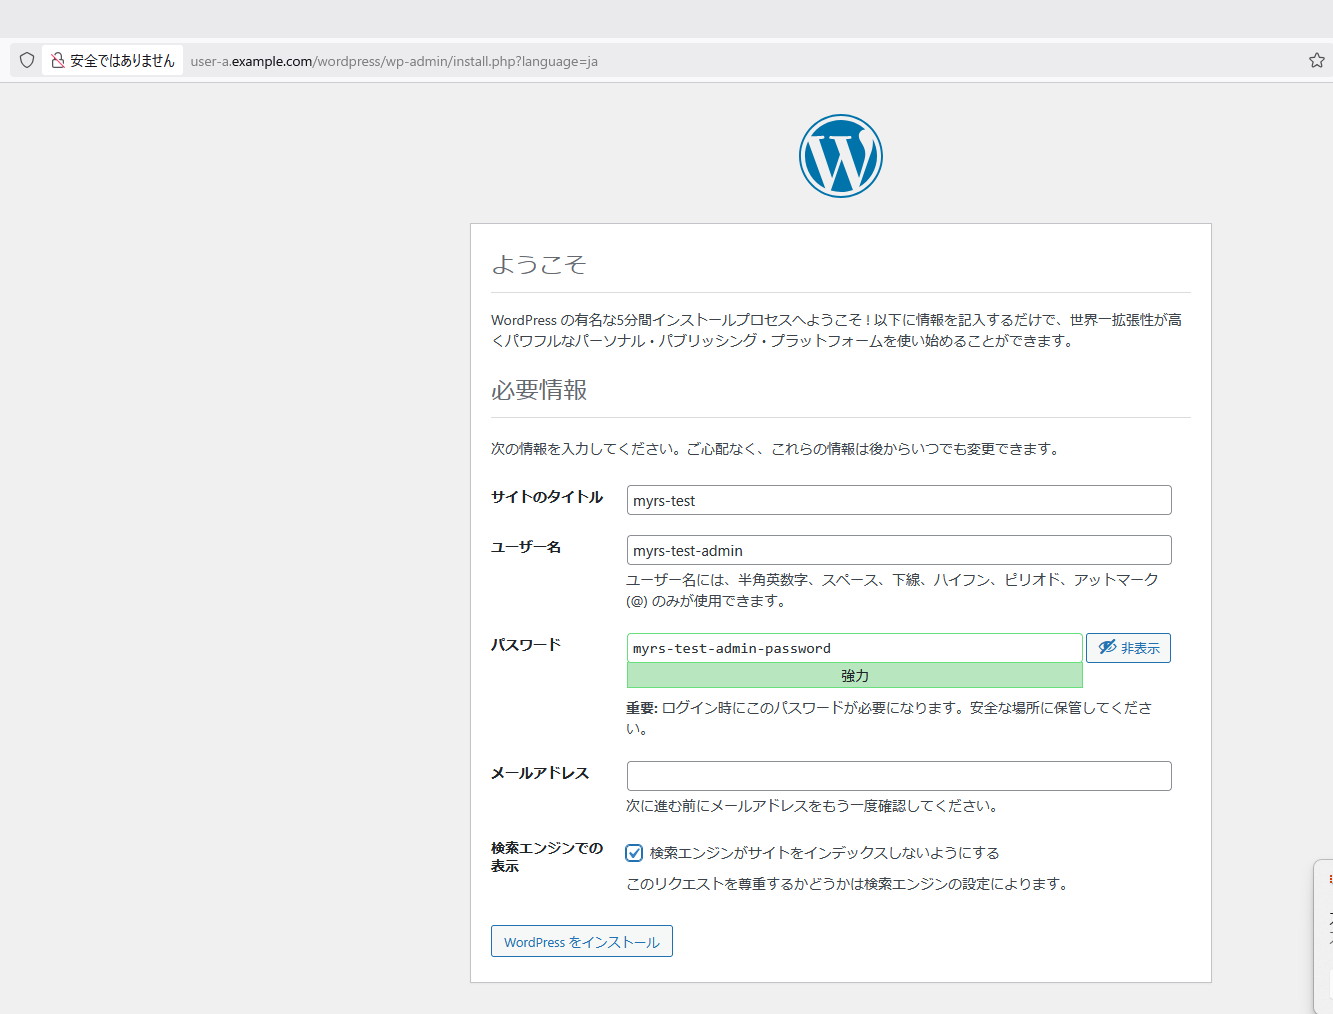 安全ではありません user-a.example.com/wordpress/wp-admin/install.php?language=ja
ようこそ
WordPress の有名な5分間インストールプロセスへようこそ ! 以下に情報を記入するだけで、世界一拡張性が高
くパワフルなパーソナル・パブリッシング・プラットフォームを使い始めることができます。
必要情報
次の情報を入力してください。ご心配なく、これらの情報は後からいつでも変更できます。
サイトのタイトル myrs-test
ユーザー名 myrs-test-admin
ユーザー名には、半角英数字、スペース、下線、ハイフン、ピリオド、アットマーク
(@) のみが使用できます。
パスワード myrs-test-admin-password 非表示
強力
重要: ログイン時にこのパスワードが必要になります。安全な場所に保管してくださ
い。
メールアドレス
次に進む前にメールアドレスをもう一度確認してください。
検索エンジンでの
表示
検索エンジンがサイトをインデックスしないようにする
このリクエストを尊重するかどうかは検索エンジンの設定によります。
WordPress をインストール